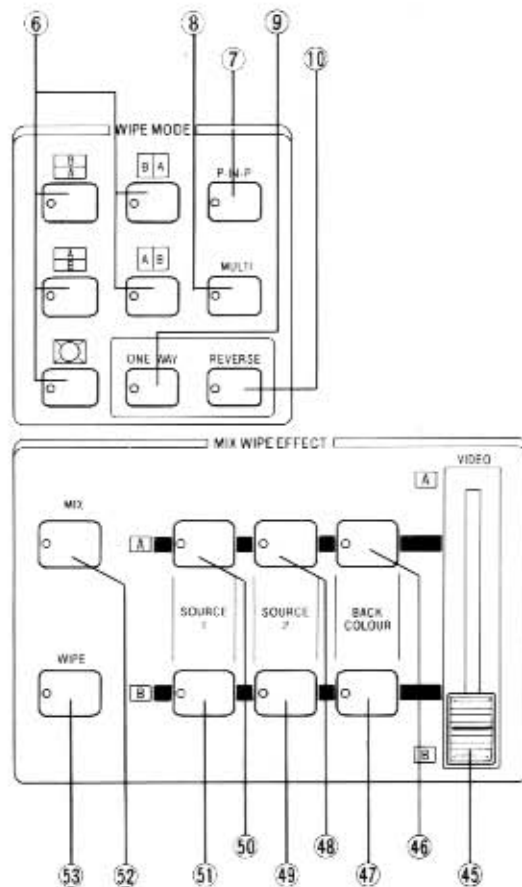 ⑥ ⑧ ⑨
⑦ ⑩
WIPE MODE
B A
B A
P-IN-P
A B
A B
MULTI
ONE WAY REVERSE
MIX WIPE EFFECT
VIDEO
A
MIX
A
SOURCE 1
SOURCE 2
BACK COLOUR
WIPE
B
B
50 48 46
53 52 51 49 47 45